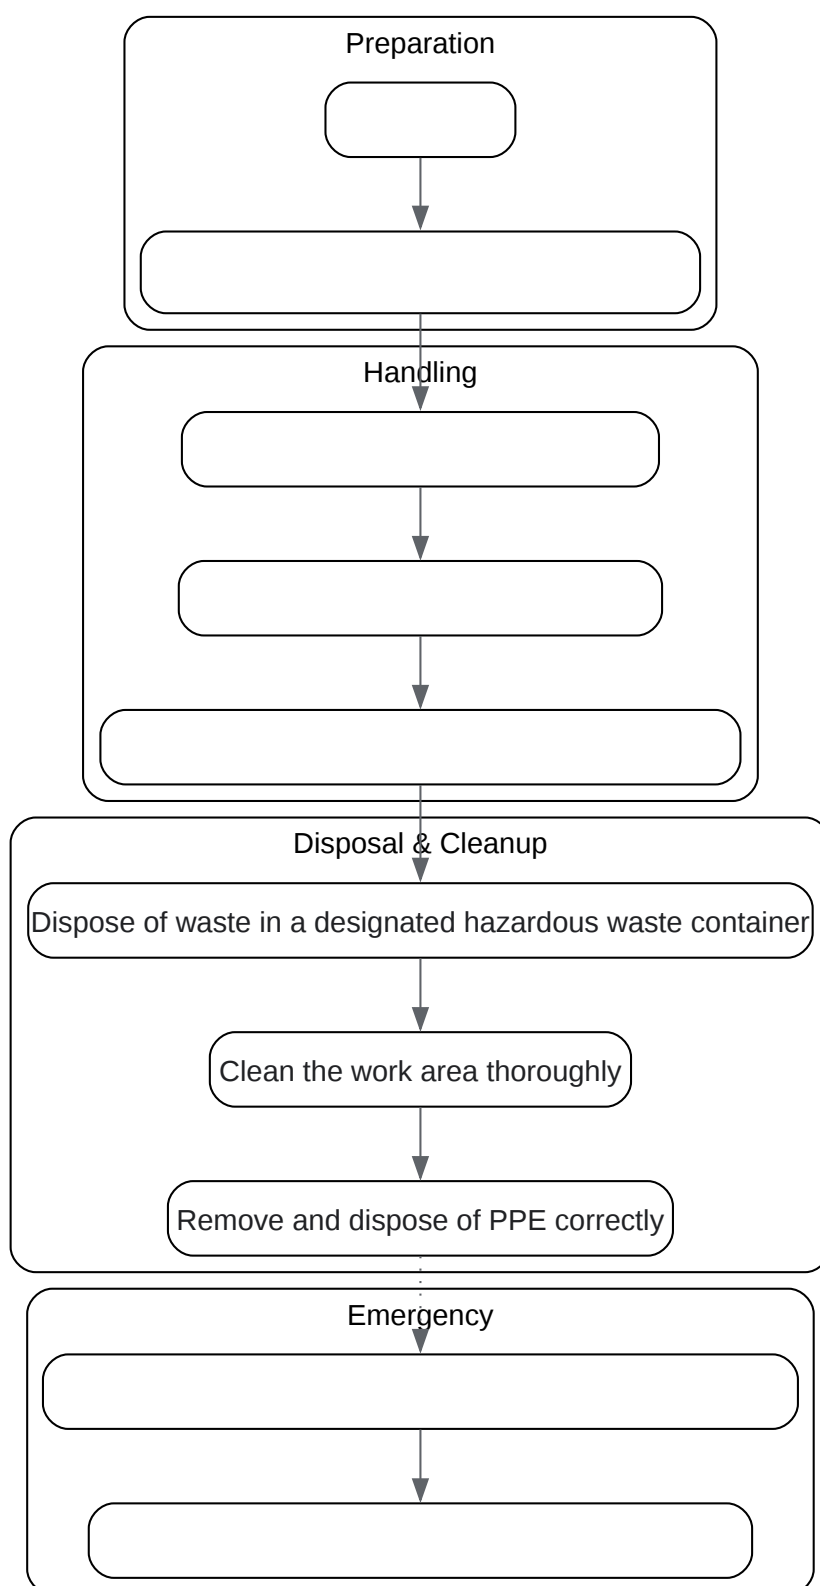 Preparation
Handling
Disposal & Cleanup
Dispose of waste in a designated hazardous waste container
Clean the work area thoroughly
Remove and dispose of PPE correctly
Emergency